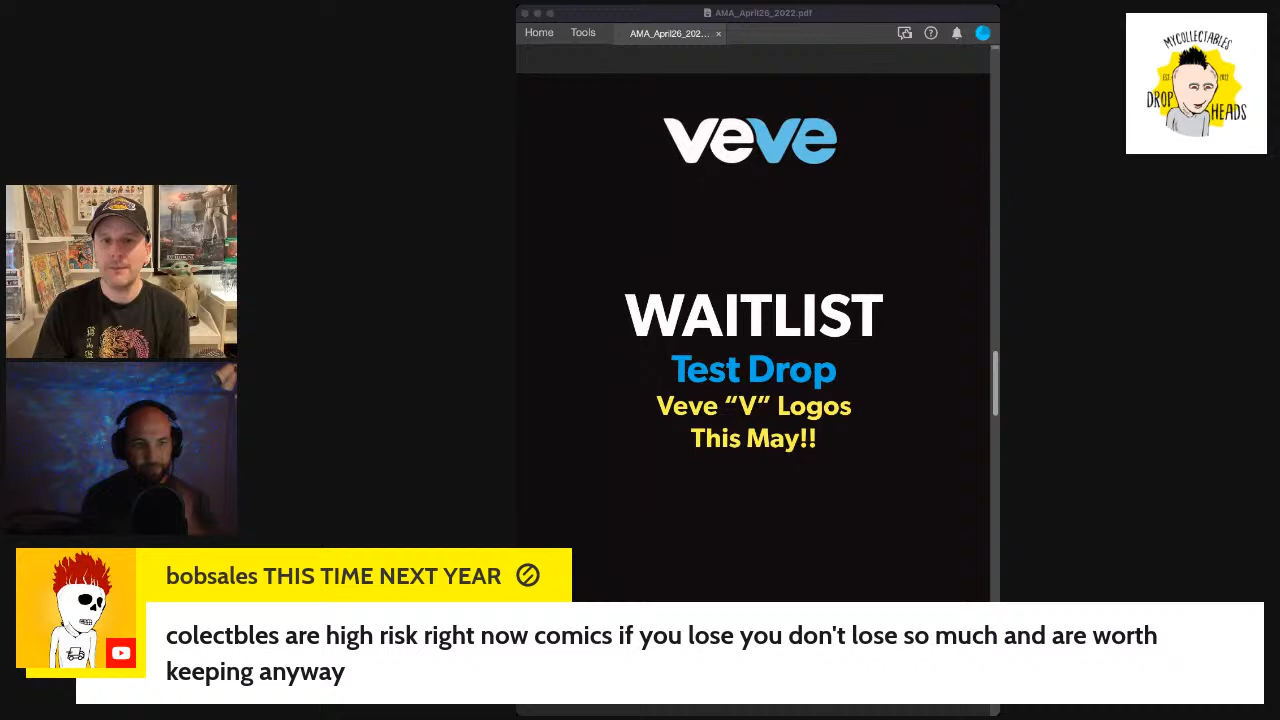 AMA_April26_2022.pdf
Home Tools AMA_April26_202... ×
MYCOLLECTABLES
EST. 2022
DROP HEADS
veve
WAITLIST
Test Drop
Veve “V” Logos
This May!!
bobsales THIS TIME NEXT YEAR
colectbles are high risk right now comics if you lose you don't lose so much and are worth
keeping anyway